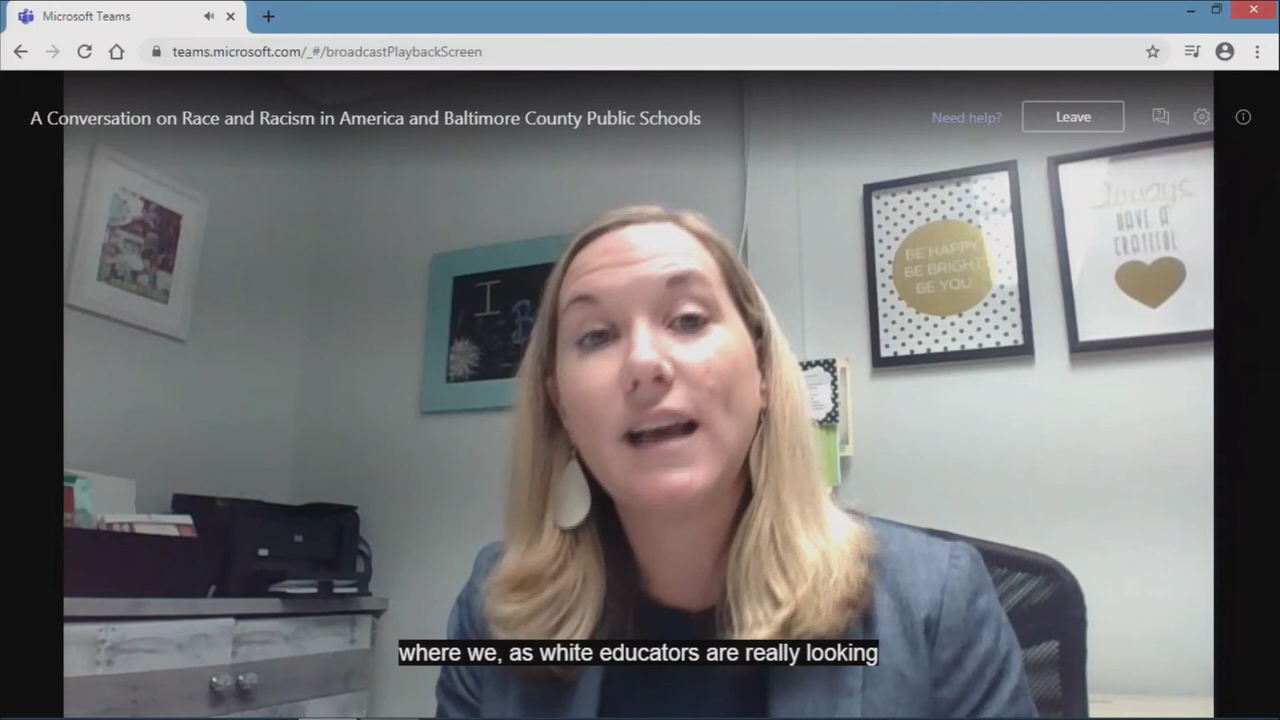 Microsoft Teams
teams.microsoft.com/_#/broadcastPlaybackScreen
A Conversation on Race and Racism in America and Baltimore County Public Schools
Need help?
Leave
I
BE HAPPY.
BE BRIGHT
BE YOU.
always
HAVE A
GRATEFUL
where we, as white educators are really looking